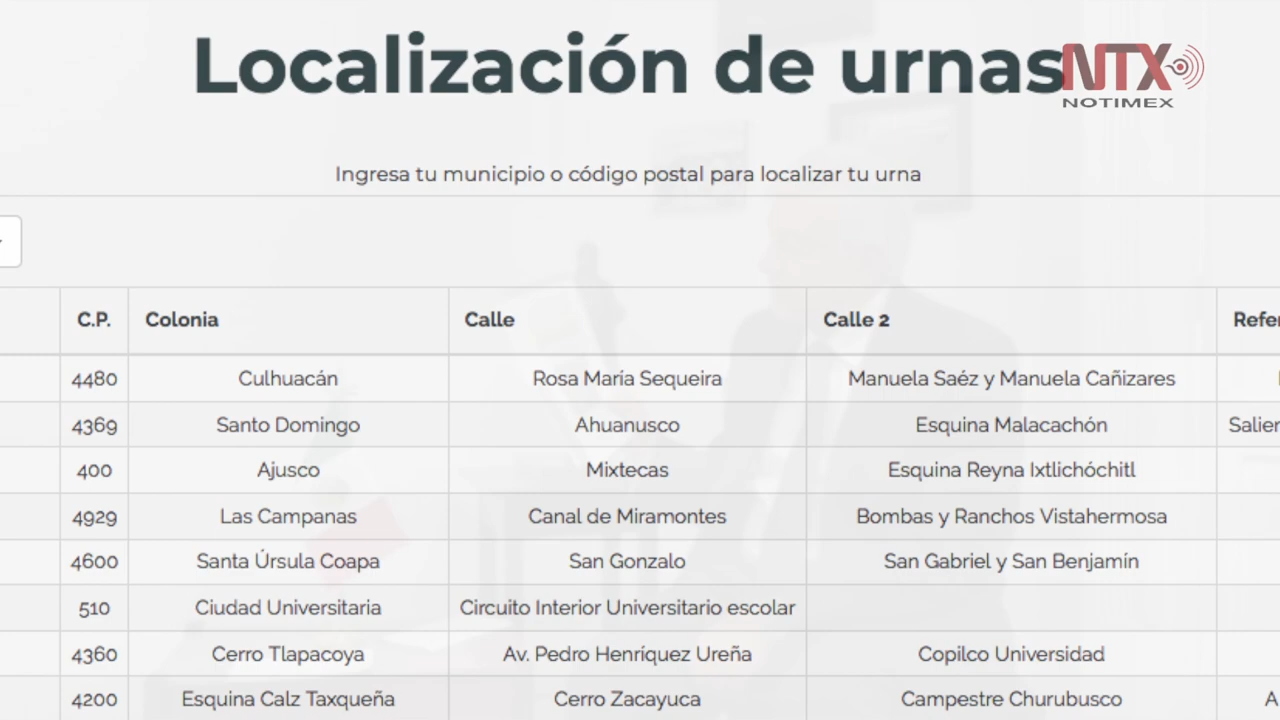 Localización de urnas
NTX
NOTIMEX
Ingresa tu municipio o código postal para localizar tu urna
C.P. Colonia Calle Calle 2 Refer
4480 Culhuacán Rosa María Sequeira Manuela Saéz y Manuela Cañizares
4369 Santo Domingo Ahuanusco Esquina Malacachón Salier
400 Ajusco Mixtecas Esquina Reyna Ixtlichóchitl
4929 Las Campanas Canal de Miramontes Bombas y Ranchos Vistahermosa
4600 Santa Úrsula Coapa San Gonzalo San Gabriel y San Benjamín
510 Ciudad Universitaria Circuito Interior Universitario escolar
4360 Cerro Tlapacoya Av. Pedro Henríquez Ureña Copilco Universidad
4200 Esquina Calz Taxqueña Cerro Zacayuca Campestre Churubusco A